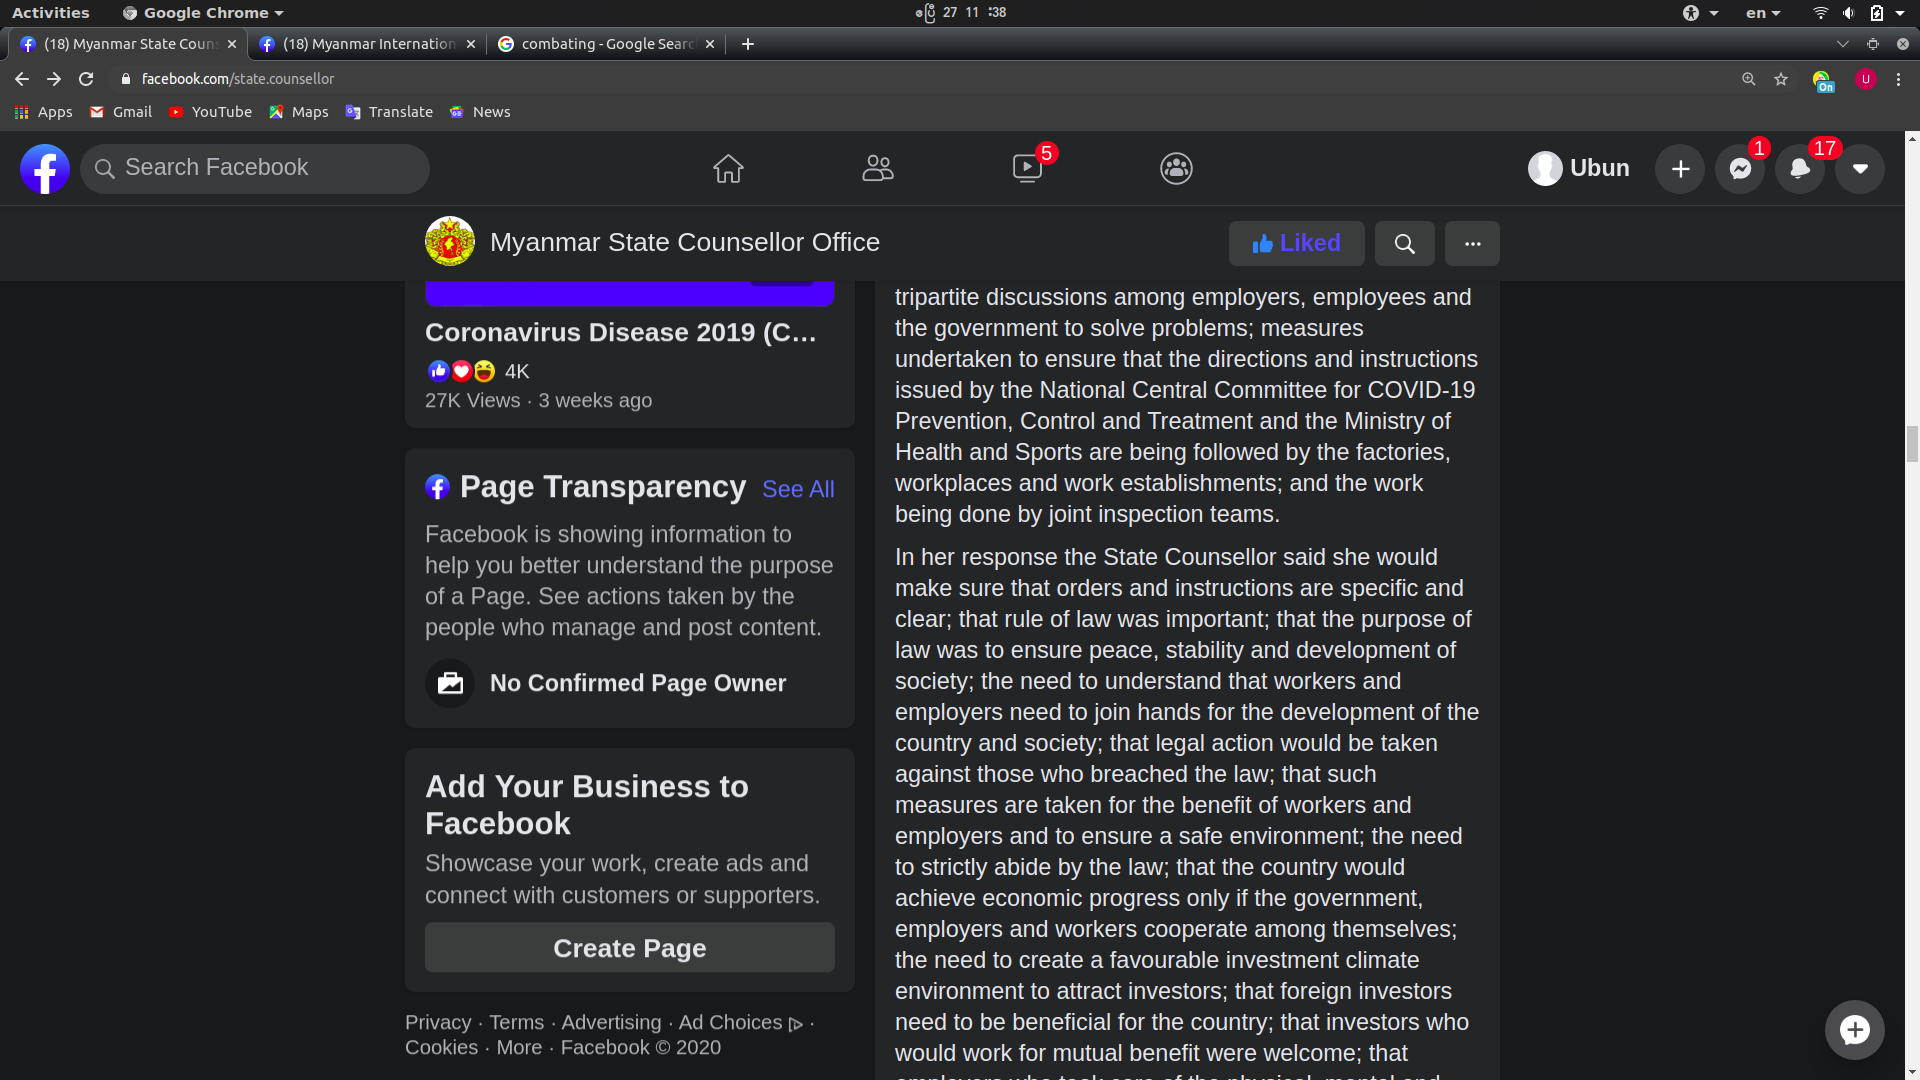 Activities
Google Chrome
27 11 :38
en
(18) Myanmar State Couns
(18) Myanmar Internation
combating - Google Searc
facebook.com/state.counsellor
U
On
Apps
Gmail
YouTube
Maps
Translate
News
Search Facebook
5
Ubun
1
17
Myanmar State Counsellor Office
Liked
Coronavirus Disease 2019 (C…
4K
27K Views · 3 weeks ago
Page Transparency
See All
Facebook is showing information to
help you better understand the purpose
of a Page. See actions taken by the
people who manage and post content.
No Confirmed Page Owner
Add Your Business to
Facebook
Showcase your work, create ads and
connect with customers or supporters.
Create Page
Privacy · Terms · Advertising · Ad Choices ·
Cookies · More · Facebook © 2020
tripartite discussions among employers, employees and
the government to solve problems; measures
undertaken to ensure that the directions and instructions
issued by the National Central Committee for COVID-19
Prevention, Control and Treatment and the Ministry of
Health and Sports are being followed by the factories,
workplaces and work establishments; and the work
being done by joint inspection teams.
In her response the State Counsellor said she would
make sure that orders and instructions are specific and
clear; that rule of law was important; that the purpose of
law was to ensure peace, stability and development of
society; the need to understand that workers and
employers need to join hands for the development of the
country and society; that legal action would be taken
against those who breached the law; that such
measures are taken for the benefit of workers and
employers and to ensure a safe environment; the need
to strictly abide by the law; that the country would
achieve economic progress only if the government,
employers and workers cooperate among themselves;
the need to create a favourable investment climate
environment to attract investors; that foreign investors
need to be beneficial for the country; that investors who
would work for mutual benefit were welcome; that
employers who took care of the physical, mental and